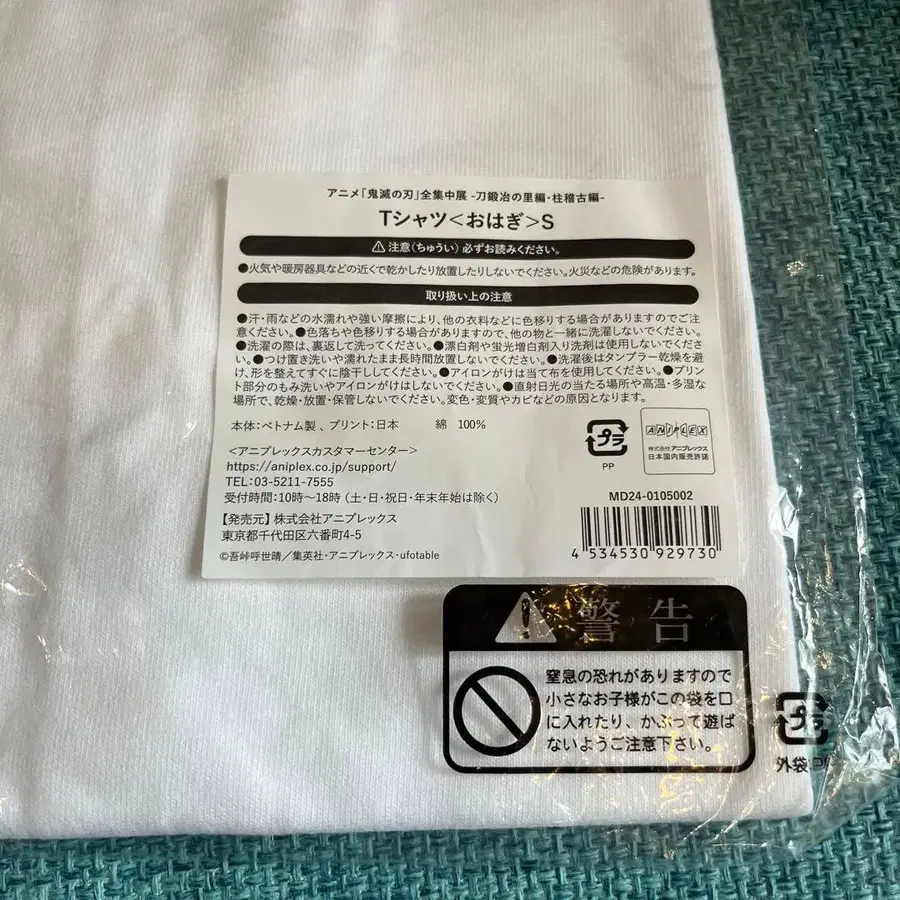 アニメ「鬼滅の刃」全集中展 -刀鍛冶の里編・柱稽古編-
Tシャツ＜おはぎ＞S
注意（ちゅうい）必ずお読みください。
●火気や暖房器具などの近くで乾かしたり放置したりしないでください。火災などの危険があります。
取り扱い上の注意
●汗・雨などの水濡れや強い摩擦により、他の衣料などに色移りする場合がありますのでご注
意ください。●色落ちや色移りする場合がありますので、他の物と一緒に洗濯しないでください。
●洗濯の際は、裏返して洗ってください。●漂白剤や蛍光増白剤入り洗剤は使用しないでくださ
い。●つけ置き洗いや濡れたまま長時間放置しないでください。●洗濯後はタンブラー乾燥を避
け、形を整えてすぐに陰干ししてください。●アイロンがけは当て布を使用してください。●プリン
ト部分のもみ洗いやアイロンがけはしないでください。●直射日光の当たる場所や高温・多湿な
場所で、乾燥・放置・保管しないでください。変色・変質やカビなどの原因となります。
本体：ベトナム製、プリント：日本 綿 100%
プラ
PP
ANIPLEX
株式会社アニプレックス
日本国内販売許諾
＜アニプレックスカスタマーセンター＞
https://aniplex.co.jp/support/
TEL：03-5211-7555
受付時間：10時～18時（土・日・祝日・年末年始は除く）
【発売元】株式会社アニプレックス
東京都千代田区六番町4-5
©吾峠呼世晴／集英社・アニプレックス・ufotable
MD24-0105002
4 534530 929730
警告
窒息の恐れがありますので
小さなお子様がこの袋を口
に入れたり、かぶって遊ば
ないようご注意下さい。
プラ
外袋